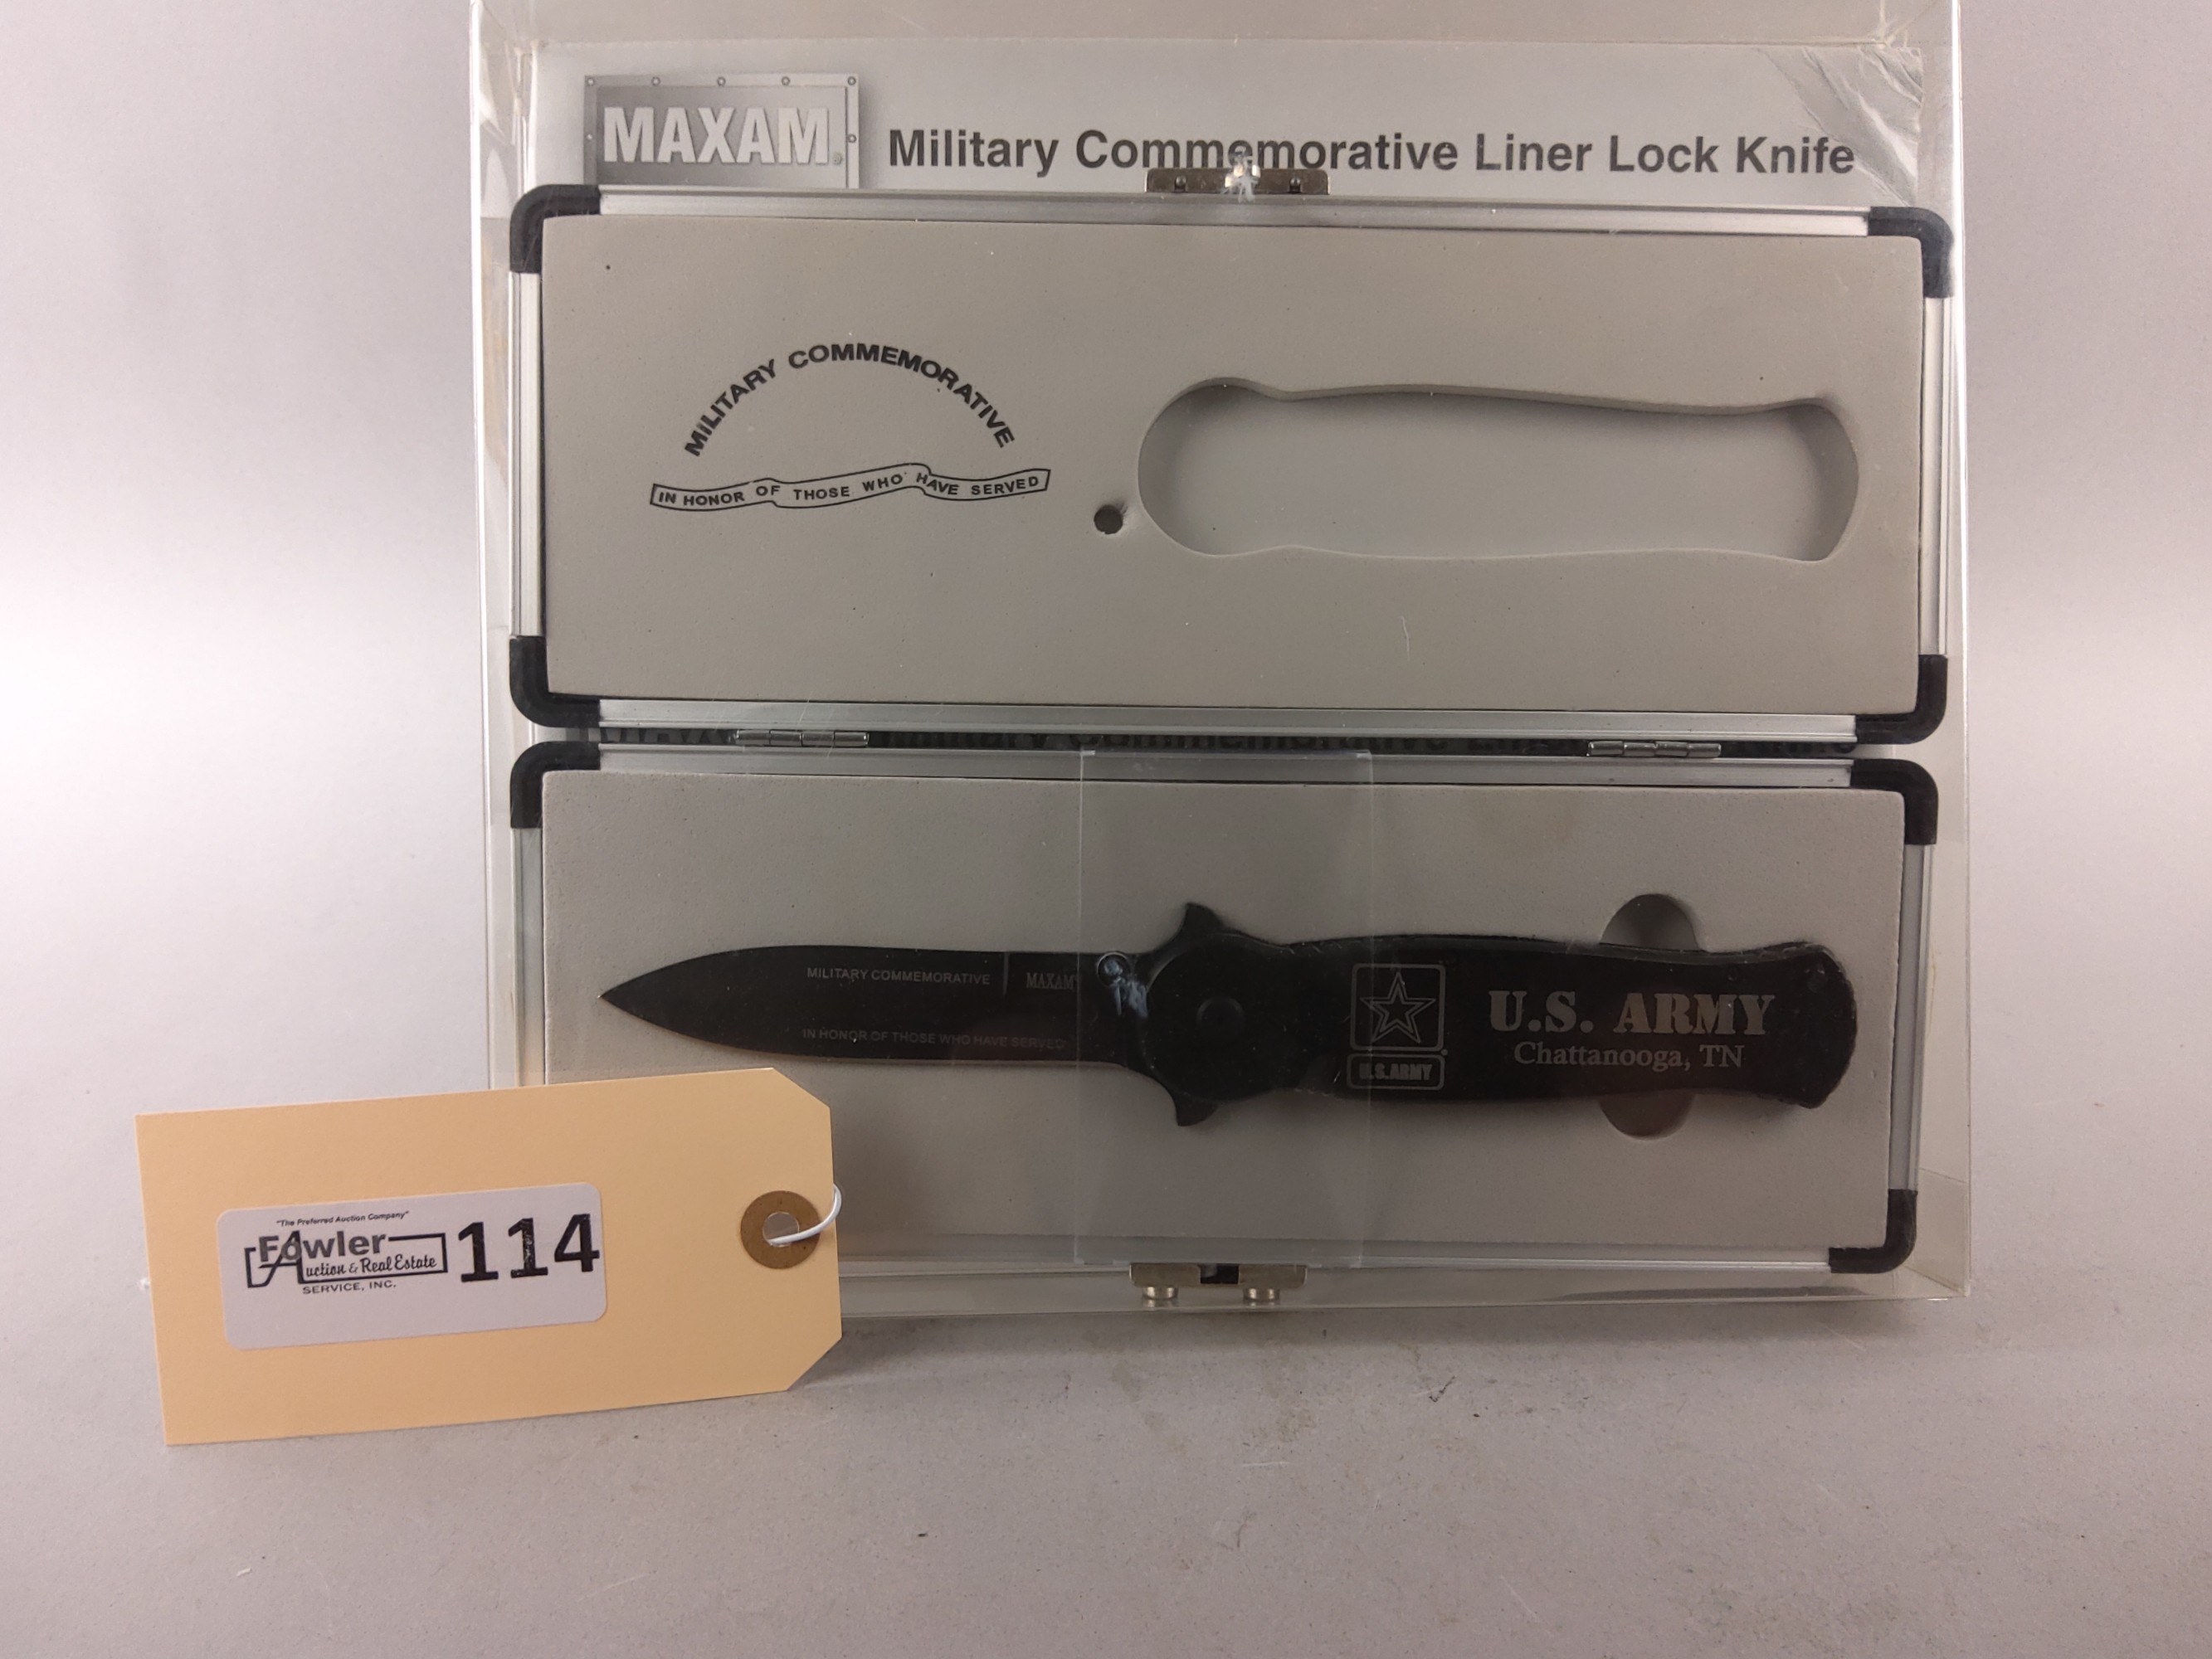 MAXAM®
Military Commemorative Liner Lock Knife
MILITARY COMMEMORATIVE
IN HONOR OF THOSE WHO HAVE SERVED
Military Commemorative
MILITARY COMMEMORATIVE
MAXAM®
IN HONOR OF THOSE WHO HAVE SERVED
U.S. ARMY
U.S. ARMY
Chattanooga, TN
"The Preferred Auction Company"
Fowler
Auction & Real Estate
SERVICE, INC.
114